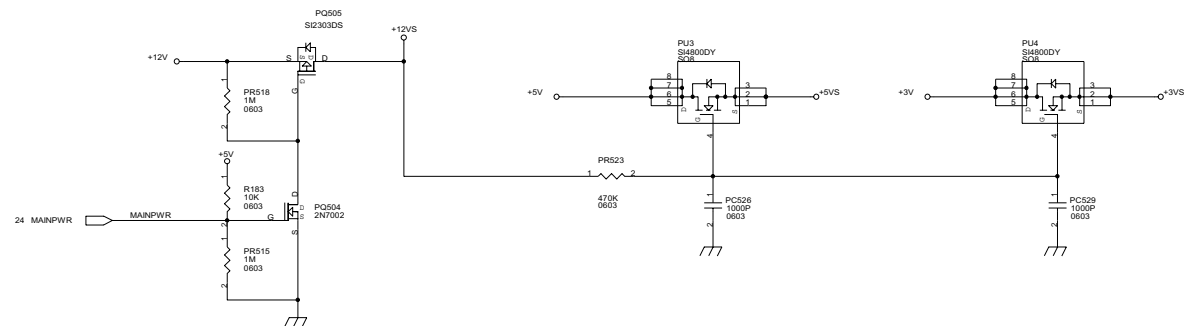 PQ505
SI2303DS
+12VS
+12V
S
S
D
D
D
G
1
PR518
1M
0603
2
+5V
1
R183
10K
0603
2
D
D
S
PQ504
2N7002
24 MAINPWR
MAINPWR
G
S
1
PR515
1M
0603
2
PU3
SI4800DY
SO8
8
7
6
5
D
G
S
3
2
1
4
+5V
+5VS
PU4
SI4800DY
SO8
8
7
6
5
D
G
S
3
2
1
4
+3V
+3VS
PR523
1
2
470K
0603
1
PC526
1000P
0603
2
1
PC529
1000P
0603
2